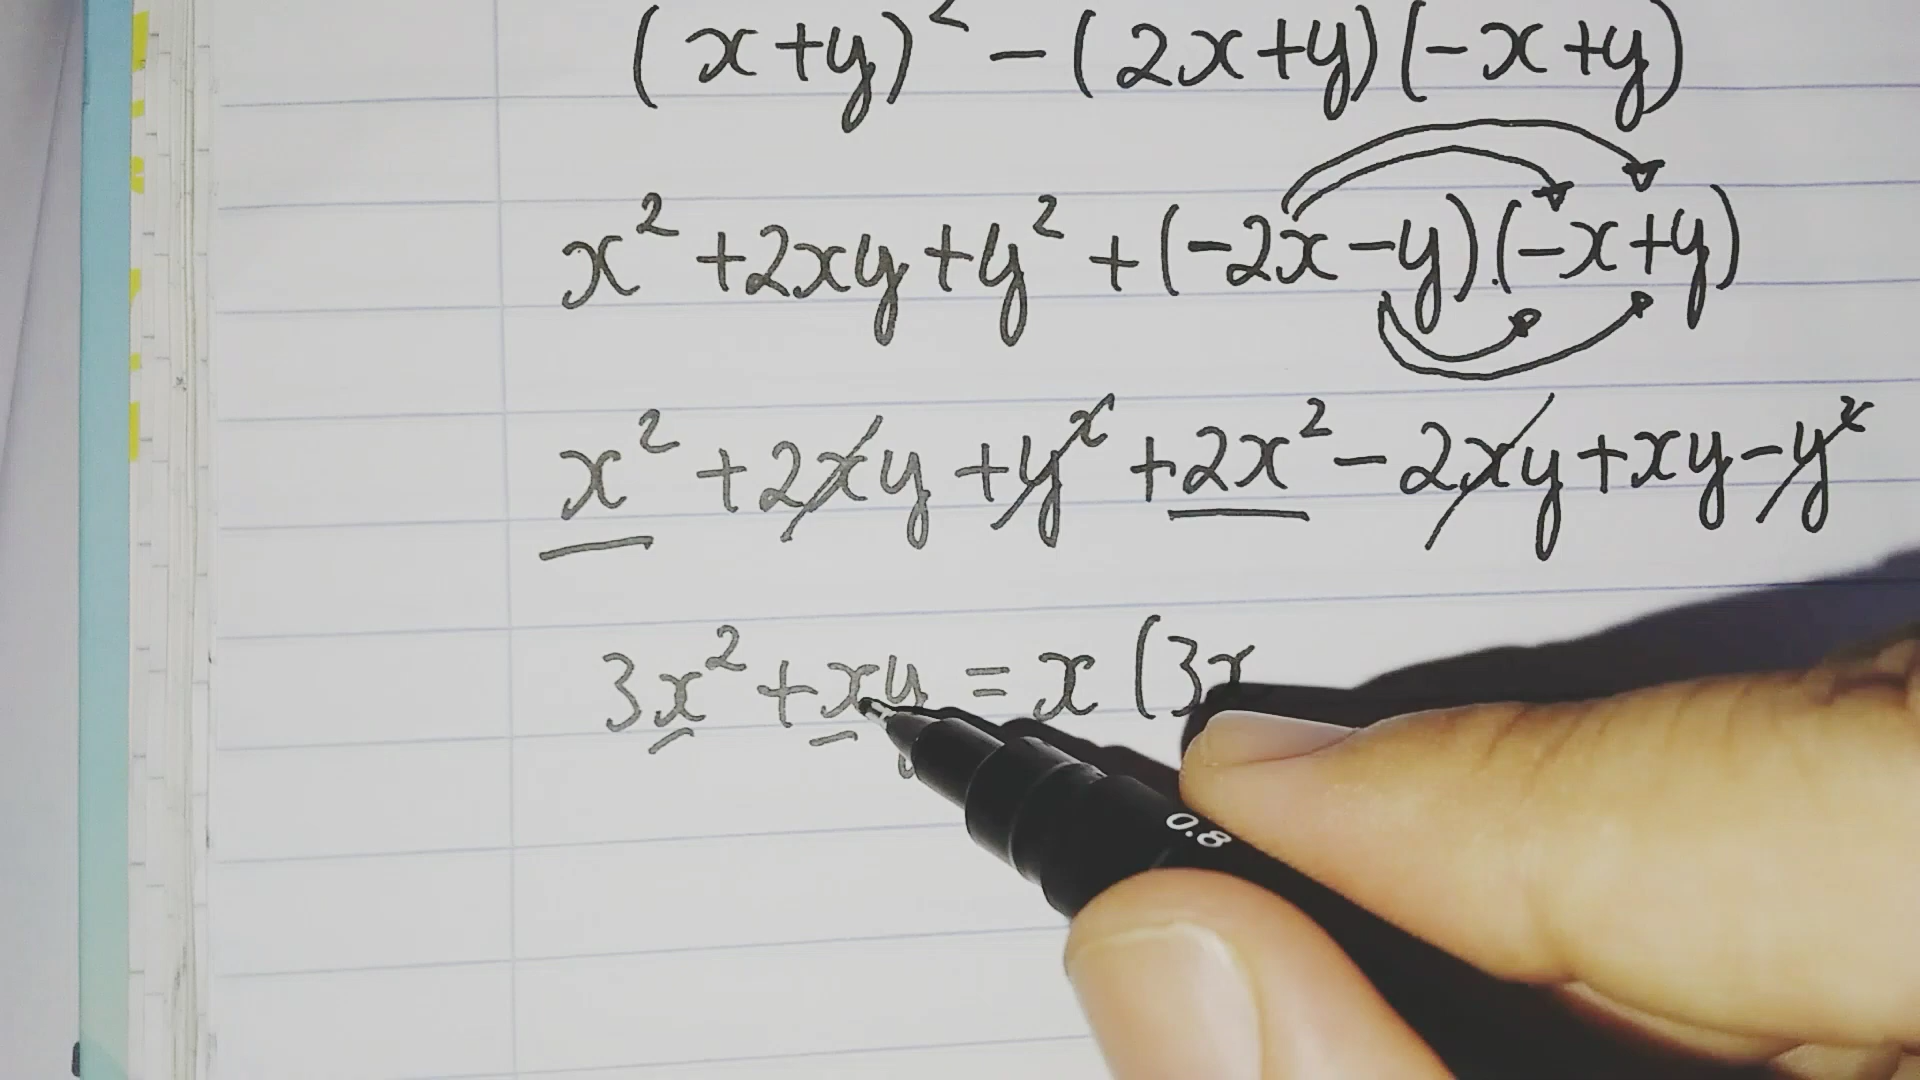 (x+y)² - (2x+y)(-x+y)
x² +2xy +y² + (-2x-y).(-x+y)
x² +2xy +y² +2x² - 2xy +xy -y²
3x² + xy = x (3x
0.8